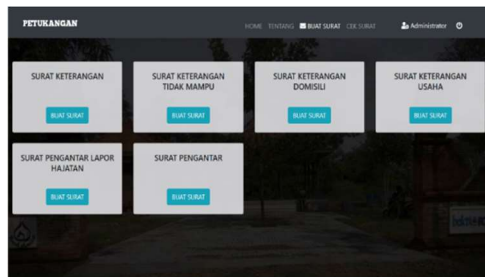 PETUKANGAN
HOME TENTANG BUAT SURAT CEK SURAT Administrator
SURAT KETERANGAN
BUAT SURAT
SURAT KETERANGAN
TIDAK MAMPU
BUAT SURAT
SURAT KETERANGAN
DOMISILI
BUAT SURAT
SURAT KETERANGAN
USAHA
BUAT SURAT
SURAT PENGANTAR LAPOR
HAJATAN
BUAT SURAT
SURAT PENGANTAR
BUAT SURAT